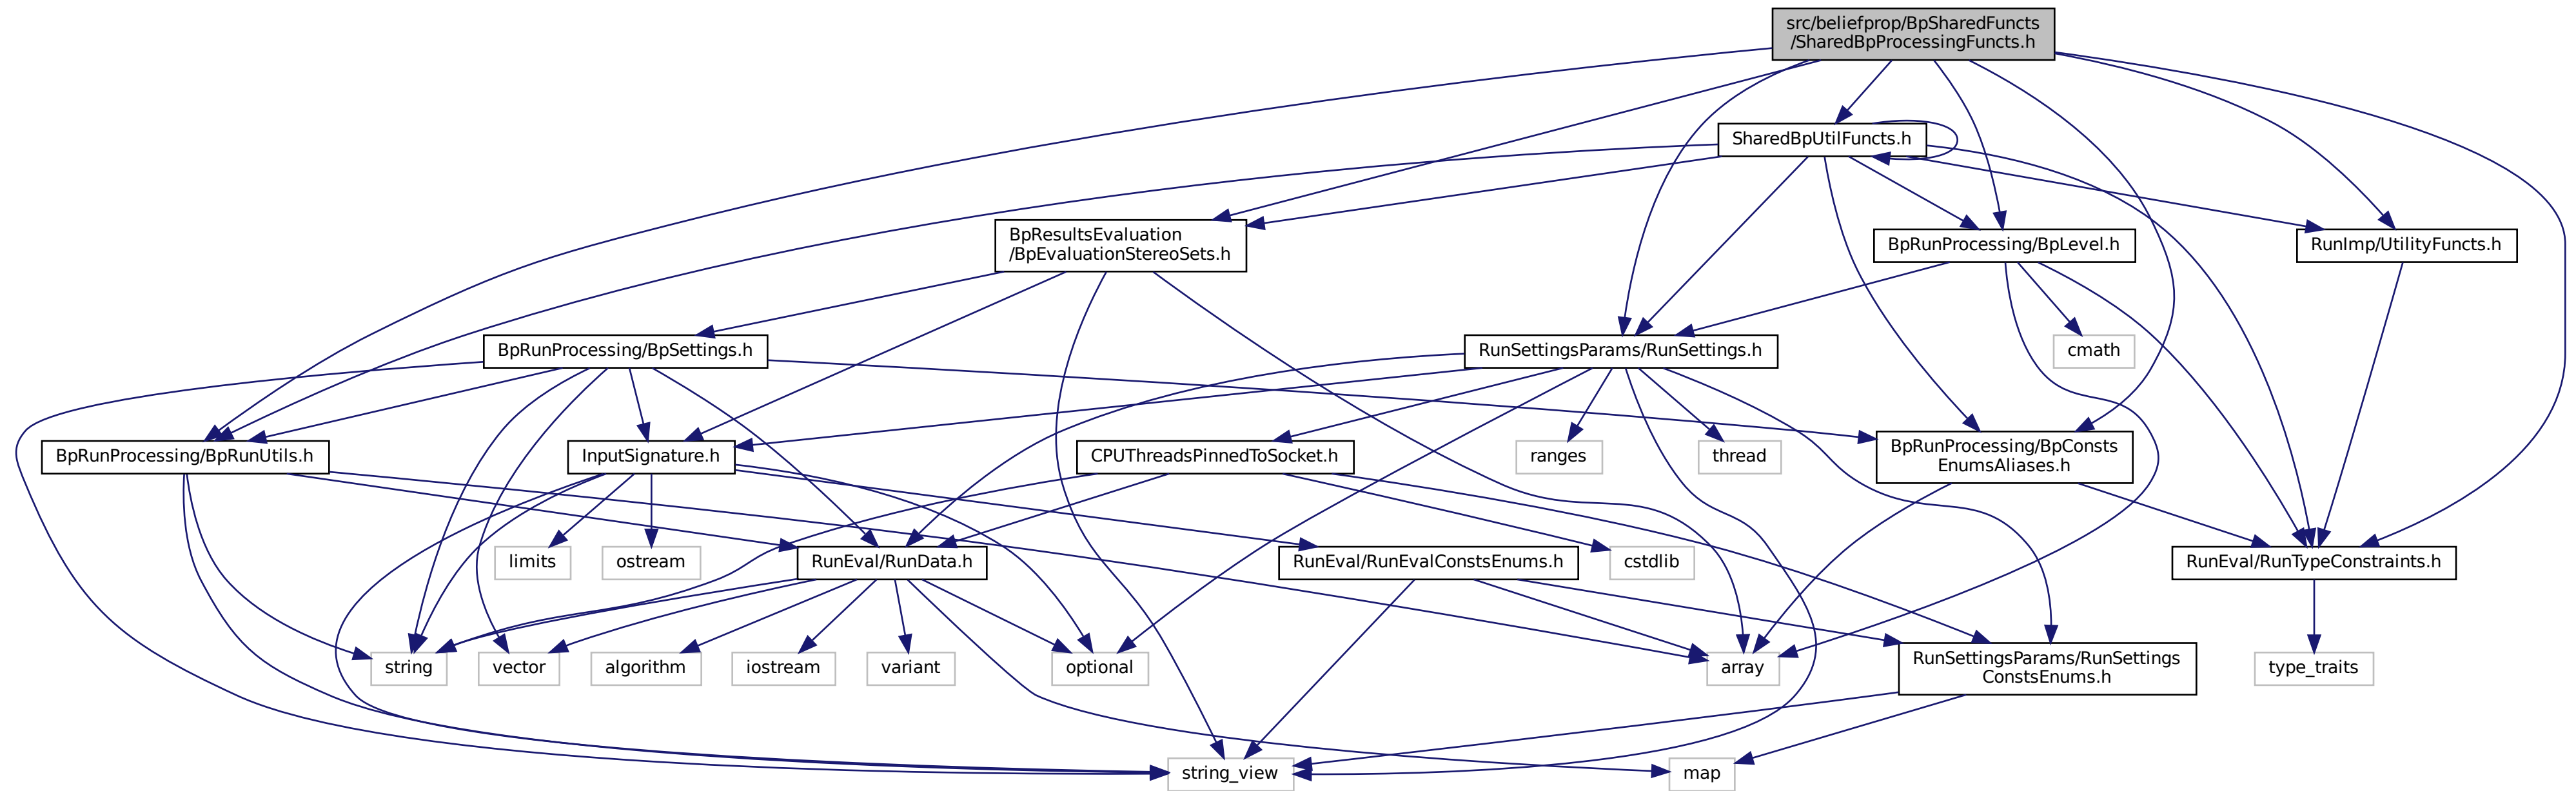 src/beliefprop/BpSharedFuncts
/SharedBpProcessingFuncts.h
SharedBpUtilFuncts.h
BpResultsEvaluation
/BpEvaluationStereoSets.h
BpRunProcessing/BpLevel.h
RunImp/UtilityFuncts.h
BpRunProcessing/BpSettings.h
RunSettingsParams/RunSettings.h
cmath
BpRunProcessing/BpRunUtils.h
InputSignature.h
CPUThreadsPinnedToSocket.h
ranges
thread
BpRunProcessing/BpConsts
EnumsAliases.h
limits
ostream
RunEval/RunData.h
RunEval/RunEvalConstsEnums.h
cstdlib
RunEval/RunTypeConstraints.h
string
vector
algorithm
iostream
variant
optional
array
RunSettingsParams/RunSettings
ConstsEnums.h
type_traits
string_view
map